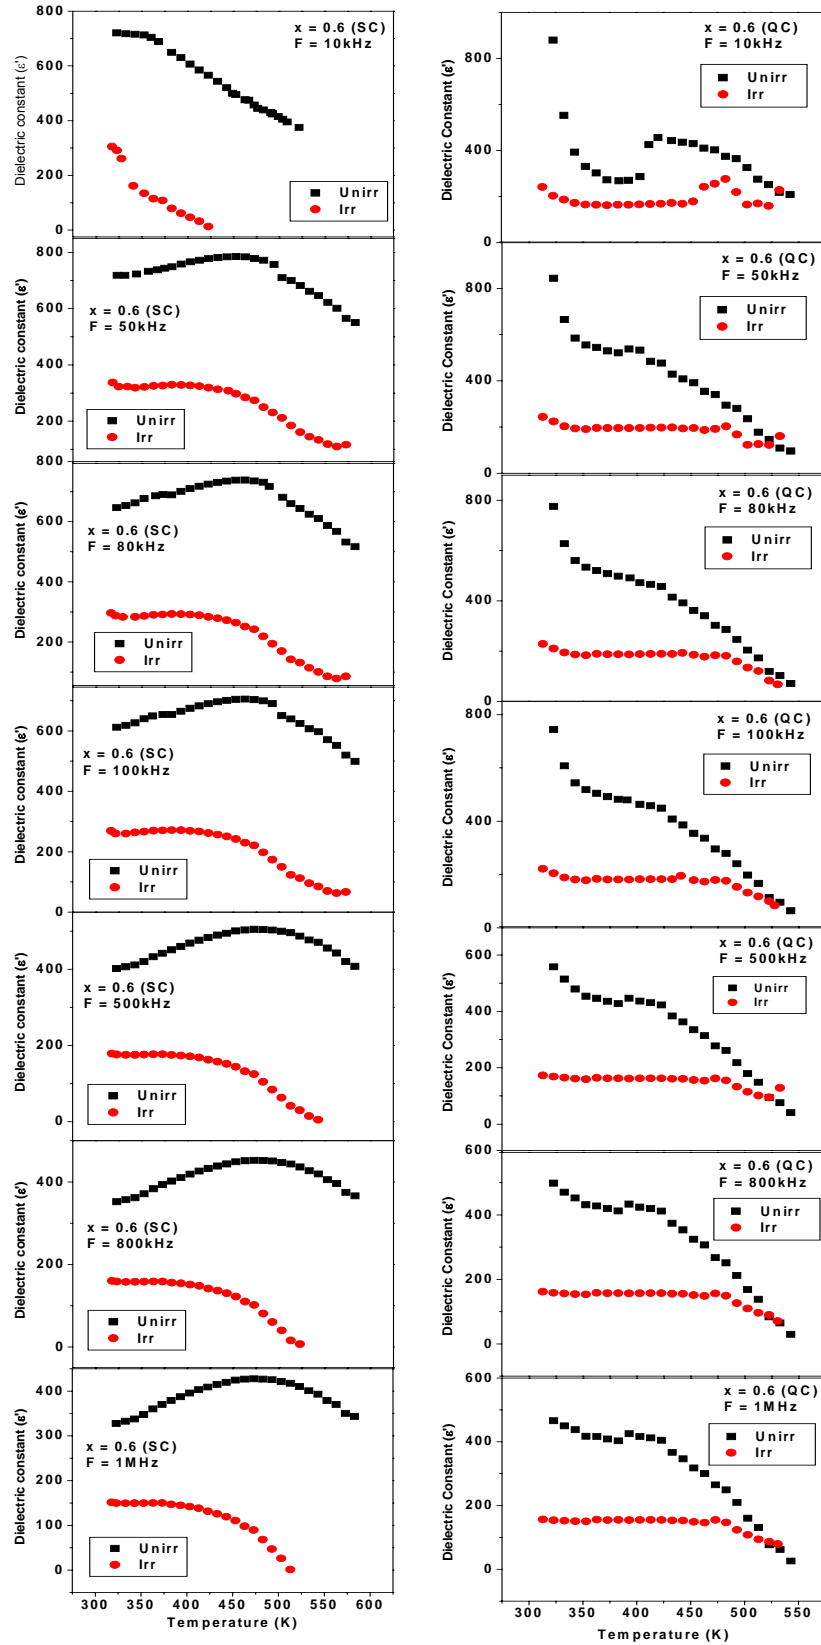 800
600
400
200
0
Dielectric constant (ε')
x = 0.6 (SC)
F = 10kHz
Unirr
Irr
800
600
400
200
Dielectric constant (ε')
x = 0.6 (SC)
F = 50kHz
Unirr
Irr
800
600
400
200
Dielectric constant (ε')
x = 0.6 (SC)
F = 80kHz
Unirr
Irr
600
400
200
0
Dielectric constant (ε')
x = 0.6 (SC)
F = 100kHz
Unirr
Irr
400
200
0
Dielectric constant (ε')
x = 0.6 (SC)
F = 500kHz
Unirr
Irr
400
200
0
Dielectric constant (ε')
x = 0.6 (SC)
F = 800kHz
Unirr
Irr
400
300
150
0
Dielectric constant (ε')
x = 0.6 (SC)
F = 1MHz
Unirr
Irr
300 350 400 450 500 550 600
Temperature (K)
800
400
0
Dielectric Constant (ε')
x = 0.6 (QC)
F = 10kHz
Unirr
Irr
800
400
0
Dielectric Constant (ε')
x = 0.6 (QC)
F = 50kHz
Unirr
Irr
800
400
0
Dielectric Constant (ε')
x = 0.6 (QC)
F = 80kHz
Unirr
Irr
800
400
0
Dielectric Constant (ε')
x = 0.6 (QC)
F = 100kHz
Unirr
Irr
600
400
200
0
Dielectric Constant (ε')
x = 0.6 (QC)
F = 500kHz
Unirr
Irr
600
400
200
0
Dielectric Constant (ε')
x = 0.6 (QC)
F = 800kHz
Unirr
Irr
600
400
200
0
Dielectric Constant (ε')
x = 0.6 (QC)
F = 1MHz
Unirr
Irr
300 350 400 450 500 550
Temperature (K)